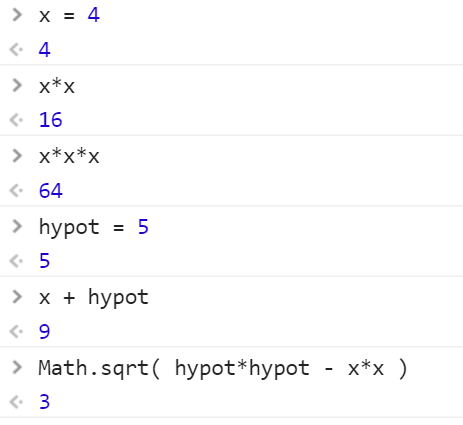 > x = 4
<· 4
> x*x
<· 16
> x*x*x
<· 64
> hypot = 5
<· 5
> x + hypot
<· 9
> Math.sqrt( hypot*hypot - x*x )
<· 3